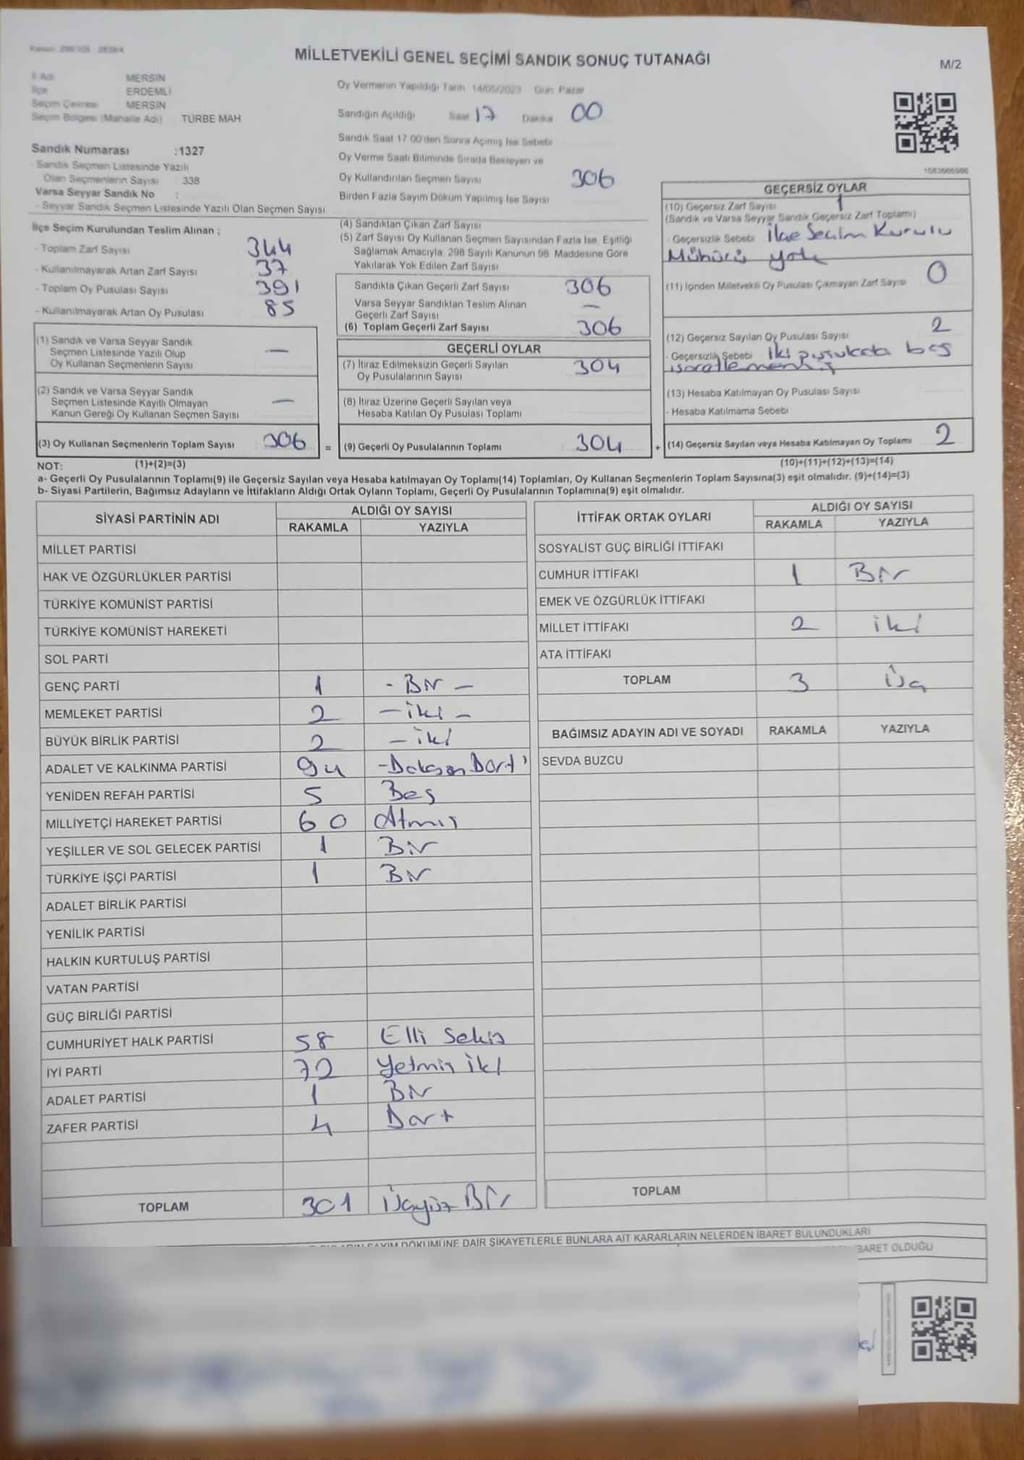 MİLLETVEKİLİ GENEL SEÇİMİ SANDIK SONUÇ TUTANAĞI
M/2
İl Adı MERSİN
İlçe ERDEMLİ
Seçim Çevresi MERSİN
Seçim Bölgesi (Mahalle Adı) TÜRBE MAH
Sandık Numarası :1327
- Sandık Seçmen Listesinde Yazılı
Olan Seçmenlerin Sayısı 338
Varsa Seyyar Sandık No :
- Seyyar Sandık Seçmen Listesinde Yazılı Olan Seçmen Sayısı
İlçe Seçim Kurulundan Teslim Alınan ;
- Toplam Zarf Sayısı 344
- Kullanılmayarak Artan Zarf Sayısı 37
- Toplam Oy Pusulası Sayısı 391
- Kullanılmayarak Artan Oy Pusulası 85
(1) Sandık ve Varsa Seyyar Sandık
Seçmen Listesinde Yazılı Olup
Oy Kullanan Seçmenlerin Sayısı —
(2) Sandık ve Varsa Seyyar Sandık
Seçmen Listesinde Kayıtlı Olmayan
Kanun Gereği Oy Kullanan Seçmen Sayısı —
(3) Oy Kullanan Seçmenlerin Toplam Sayısı 306 =
Oy Vermenin Yapıldığı Tarih 14/05/2023 Gün: Pazar
Sandığın Açıldığı Saat 17 Dakika 00
Sandık Saat 17.00'den Sonra Açılmış İse Sebebi
Oy Verme Saati Bitiminde Sırada Bekleyen ve
Oy Kullandırılan Seçmen Sayısı 306
Birden Fazla Sayım Döküm Yapılmış İse Sayısı
(4) Sandıktan Çıkan Zarf Sayısı
(5) Zarf Sayısı Oy Kullanan Seçmen Sayısından Fazla İse, Eşitliği
Sağlamak Amacıyla, 298 Sayılı Kanunun 98. Maddesine Göre
Yakılarak Yok Edilen Zarf Sayısı
Sandıkta Çıkan Geçerli Zarf Sayısı 306
Varsa Seyyar Sandıktan Teslim Alınan
Geçerli Zarf Sayısı —
(6) Toplam Geçerli Zarf Sayısı 306
GEÇERLİ OYLAR
(7) İtiraz Edilmeksizin Geçerli Sayılan
Oy Pusulalarının Sayısı 304
(8) İtiraz Üzerine Geçerli Sayılan veya
Hesaba Katılan Oy Pusulası Toplamı
(9) Geçerli Oy Pusulalarının Toplamı 304 +
GEÇERSİZ OYLAR
(10) Geçersiz Zarf Sayısı 1
(Sandık ve Varsa Seyyar Sandık Geçersiz Zarf Toplamı)
- Geçersizlik Sebebi İlçe Seçim Kurulu
Mühürü yok
(11) İçinden Milletvekili Oy Pusulası Çıkmayan Zarf Sayısı 0
(12) Geçersiz Sayılan Oy Pusulası Sayısı 2
- Geçersizlik Sebebi İki pusulada boş
işaretlenmemiş
(13) Hesaba Katılmayan Oy Pusulası Sayısı
- Hesaba Katılmama Sebebi
(14) Geçersiz Sayılan veya Hesaba Katılmayan Oy Toplamı 2
NOT: (1)+(2)=(3) (10)+(11)+(12)+(13)=(14)
a- Geçerli Oy Pusulalarının Toplamı(9) ile Geçersiz Sayılan veya Hesaba katılmayan Oy Toplamı(14) Toplamları, Oy Kullanan Seçmenlerin Toplam Sayısına(3) eşit olmalıdır. (9)+(14)=(3)
b- Siyasi Partilerin, Bağımsız Adayların ve İttifakların Aldığı Ortak Oyların Toplamı, Geçerli Oy Pusulalarının Toplamına(9) eşit olmalıdır.
SİYASİ PARTİNİN ADI ALDIĞI OY SAYISI
RAKAMLA YAZIYLA
MİLLET PARTİSİ
HAK VE ÖZGÜRLÜKLER PARTİSİ
TÜRKİYE KOMÜNİST PARTİSİ
TÜRKİYE KOMÜNİST HAREKETİ
SOL PARTİ
GENÇ PARTİ 1 - Bir -
MEMLEKET PARTİSİ 2 - iki -
BÜYÜK BİRLİK PARTİSİ 2 - iki
ADALET VE KALKINMA PARTİSİ 94 - Doksan Dört
YENİDEN REFAH PARTİSİ 5 Beş
MİLLİYETÇİ HAREKET PARTİSİ 60 Atmış
YEŞİLLER VE SOL GELECEK PARTİSİ 1 Bir
TÜRKİYE İŞÇİ PARTİSİ 1 Bir
ADALET BİRLİK PARTİSİ
YENİLİK PARTİSİ
HALKIN KURTULUŞ PARTİSİ
VATAN PARTİSİ
GÜÇ BİRLİĞİ PARTİSİ
CUMHURİYET HALK PARTİSİ 58 Elli Sekiz
İYİ PARTİ 72 Yetmiş iki
ADALET PARTİSİ 1 Bir
ZAFER PARTİSİ 4 Dört
TOPLAM 301 Üçyüz Bir
İTTİFAK ORTAK OYLARI ALDIĞI OY SAYISI
RAKAMLA YAZIYLA
SOSYALİST GÜÇ BİRLİĞİ İTTİFAKI
CUMHUR İTTİFAKI 1 Bir
EMEK VE ÖZGÜRLÜK İTTİFAKI
MİLLET İTTİFAKI 2 iki
ATA İTTİFAKI
TOPLAM 3 Üç
BAĞIMSIZ ADAYIN ADI VE SOYADI RAKAMLA YAZIYLA
SEVDA BUZCU
TOPLAM
SAYIM DÖKÜMÜNE DAİR ŞİKAYETLERLE BUNLARA AİT KARARLARIN NELERDEN İBARET BULUNDUKLARI
İBARET OLDUĞU